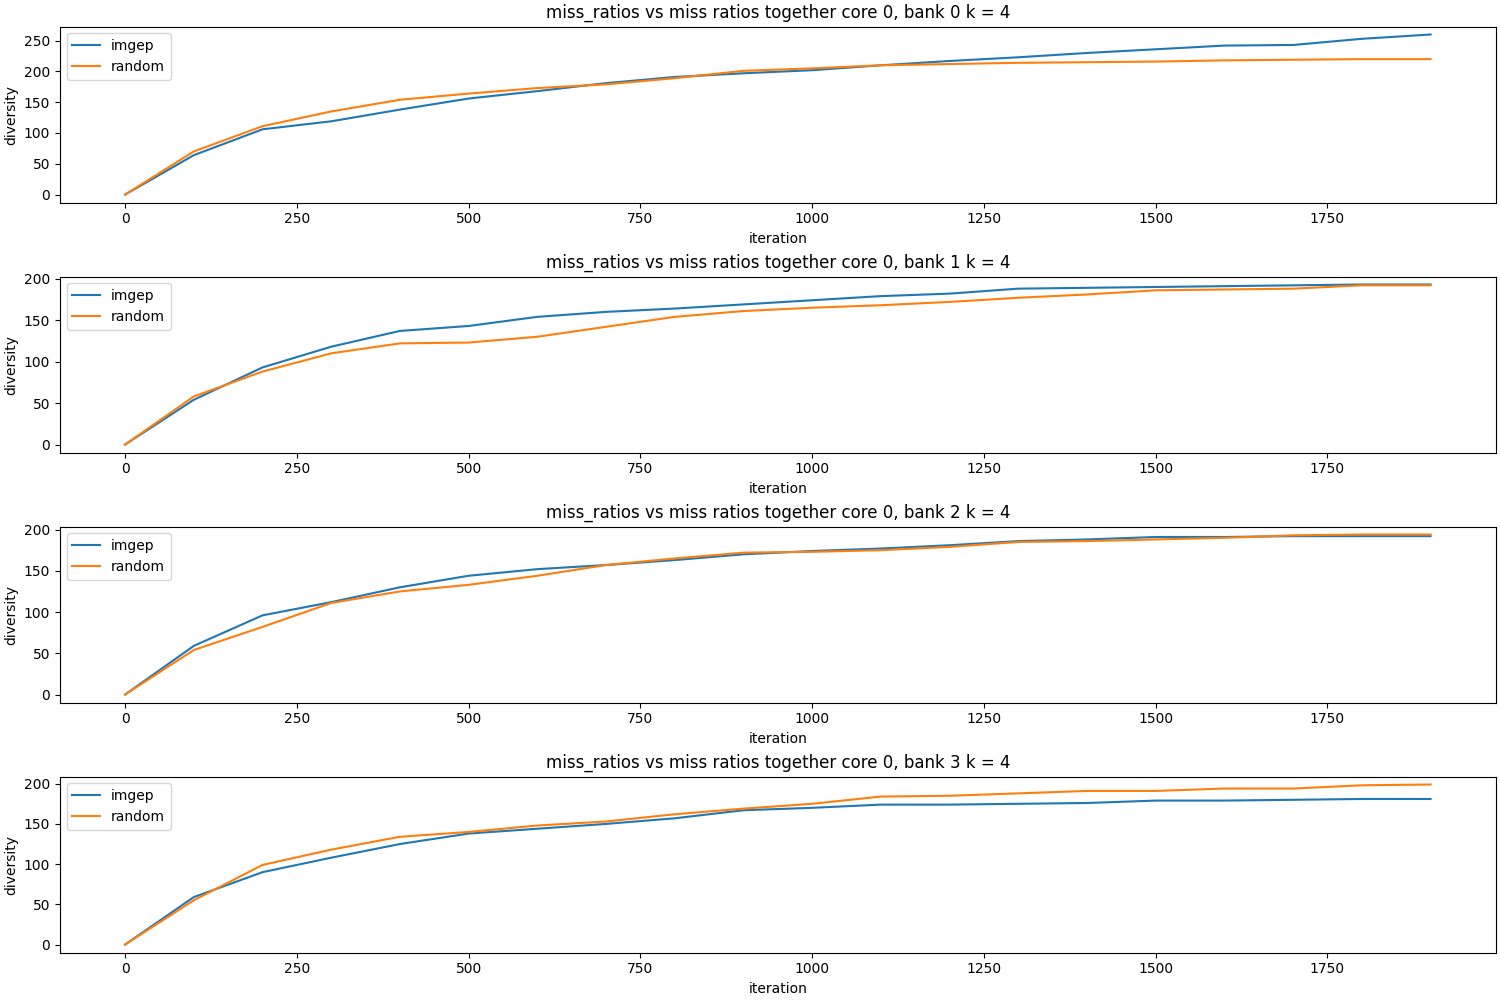 miss_ratios vs miss ratios together core 0, bank 0 k = 4
250
200
150
100
50
0
diversity
imgep
random
0 250 500 750 1000 1250 1500 1750
iteration
miss_ratios vs miss ratios together core 0, bank 1 k = 4
200
150
100
50
0
diversity
imgep
random
0 250 500 750 1000 1250 1500 1750
iteration
miss_ratios vs miss ratios together core 0, bank 2 k = 4
200
150
100
50
0
diversity
imgep
random
0 250 500 750 1000 1250 1500 1750
iteration
miss_ratios vs miss ratios together core 0, bank 3 k = 4
200
150
100
50
0
diversity
imgep
random
0 250 500 750 1000 1250 1500 1750
iteration